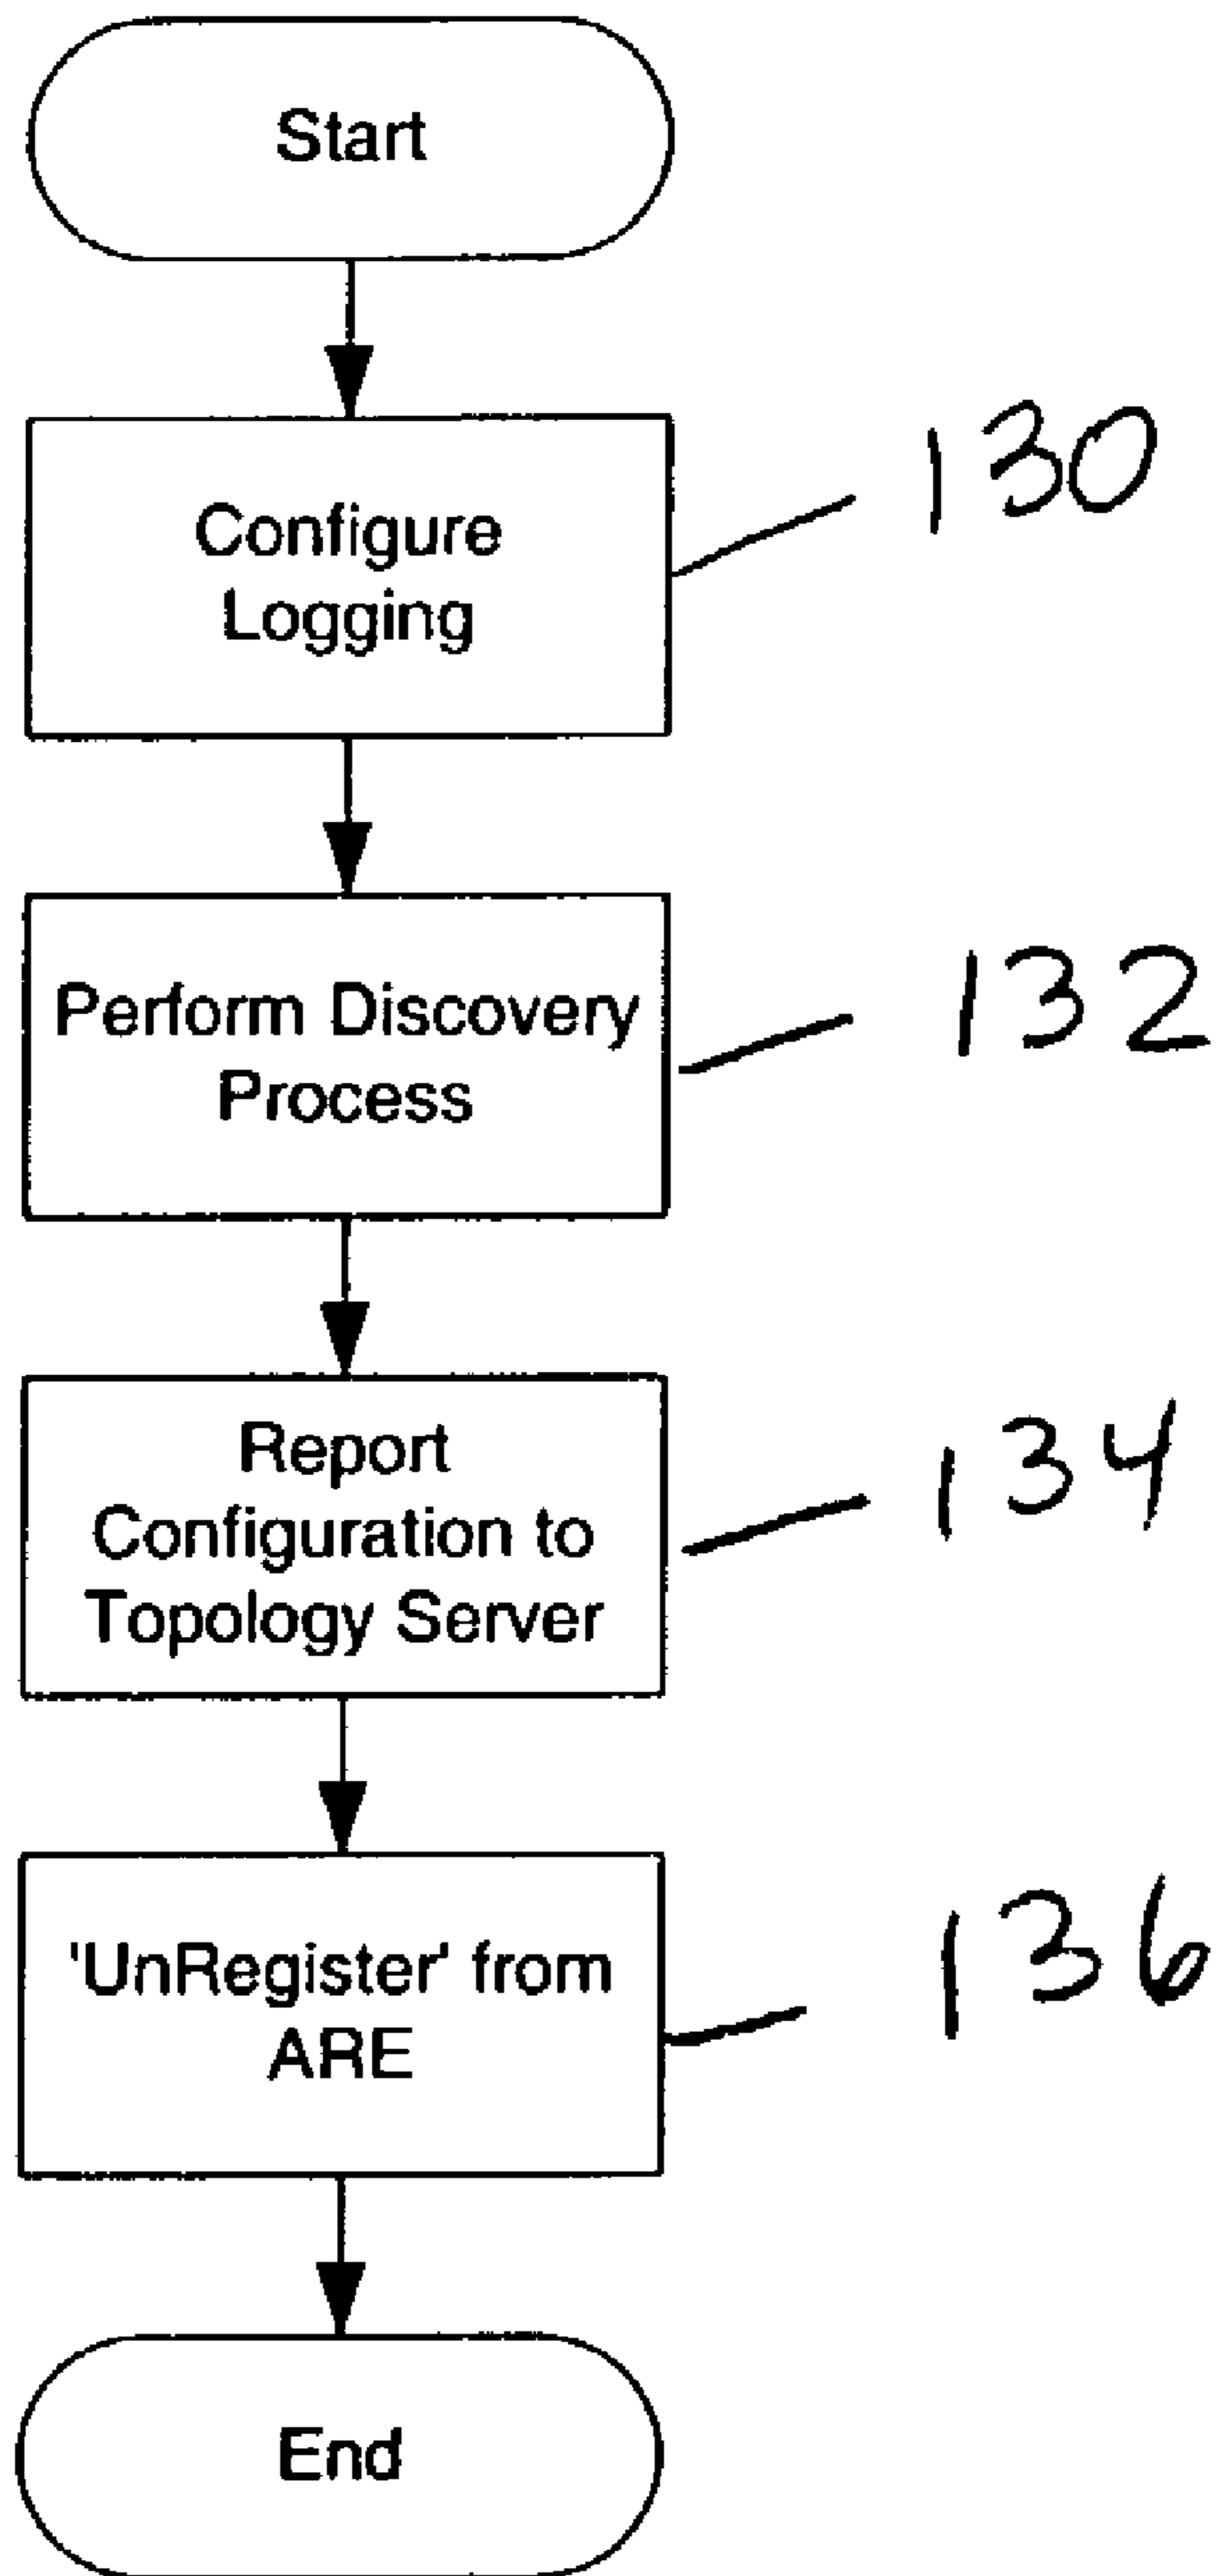 Start
Configure
Logging
130
Perform Discovery
Process
132
Report
Configuration to
Topology Server
134
'UnRegister' from
ARE
136
End